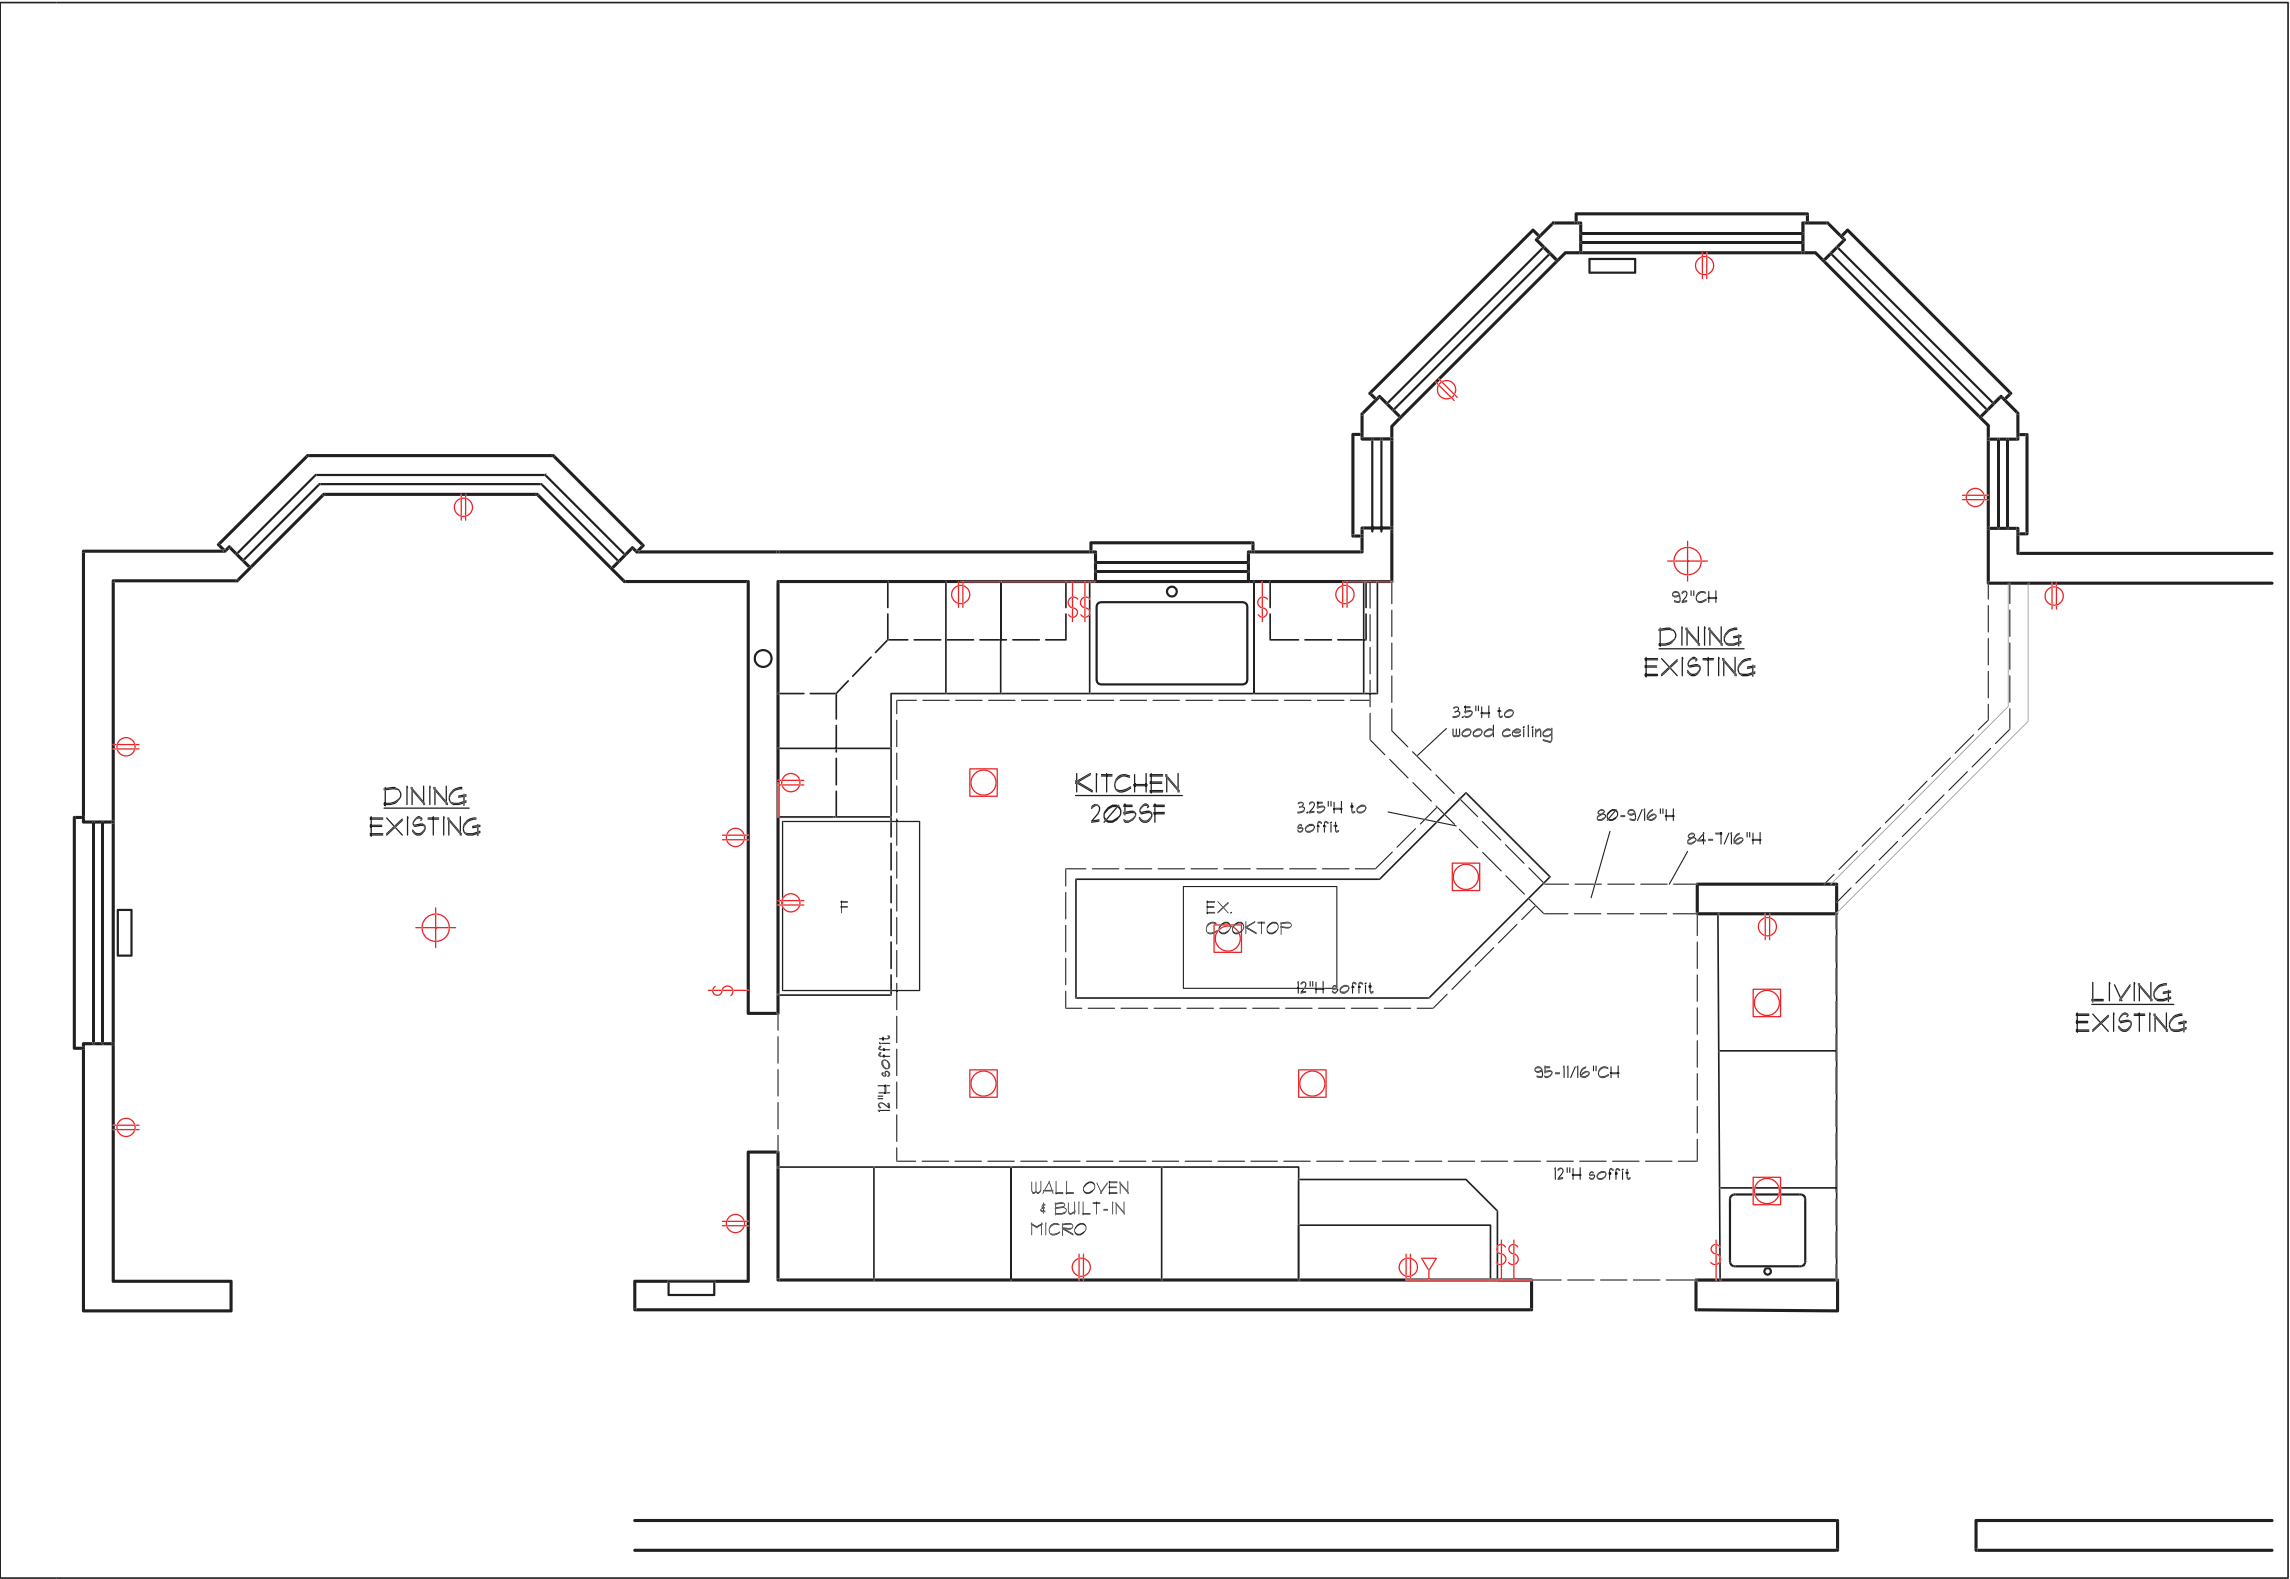 92"CH
DINING
EXISTING
3.5"H to
wood ceiling
KITCHEN
205SF
3.25"H to
soffit
80-9/16"H
84-7/16"H
DINING
EXISTING
F
EX.
COOKTOP
12"H soffit
LIVING
EXISTING
12"H soffit
95-11/16"CH
12"H soffit
WALL OVEN
& BUILT-IN
MICRO
$$
$
$
$$
$